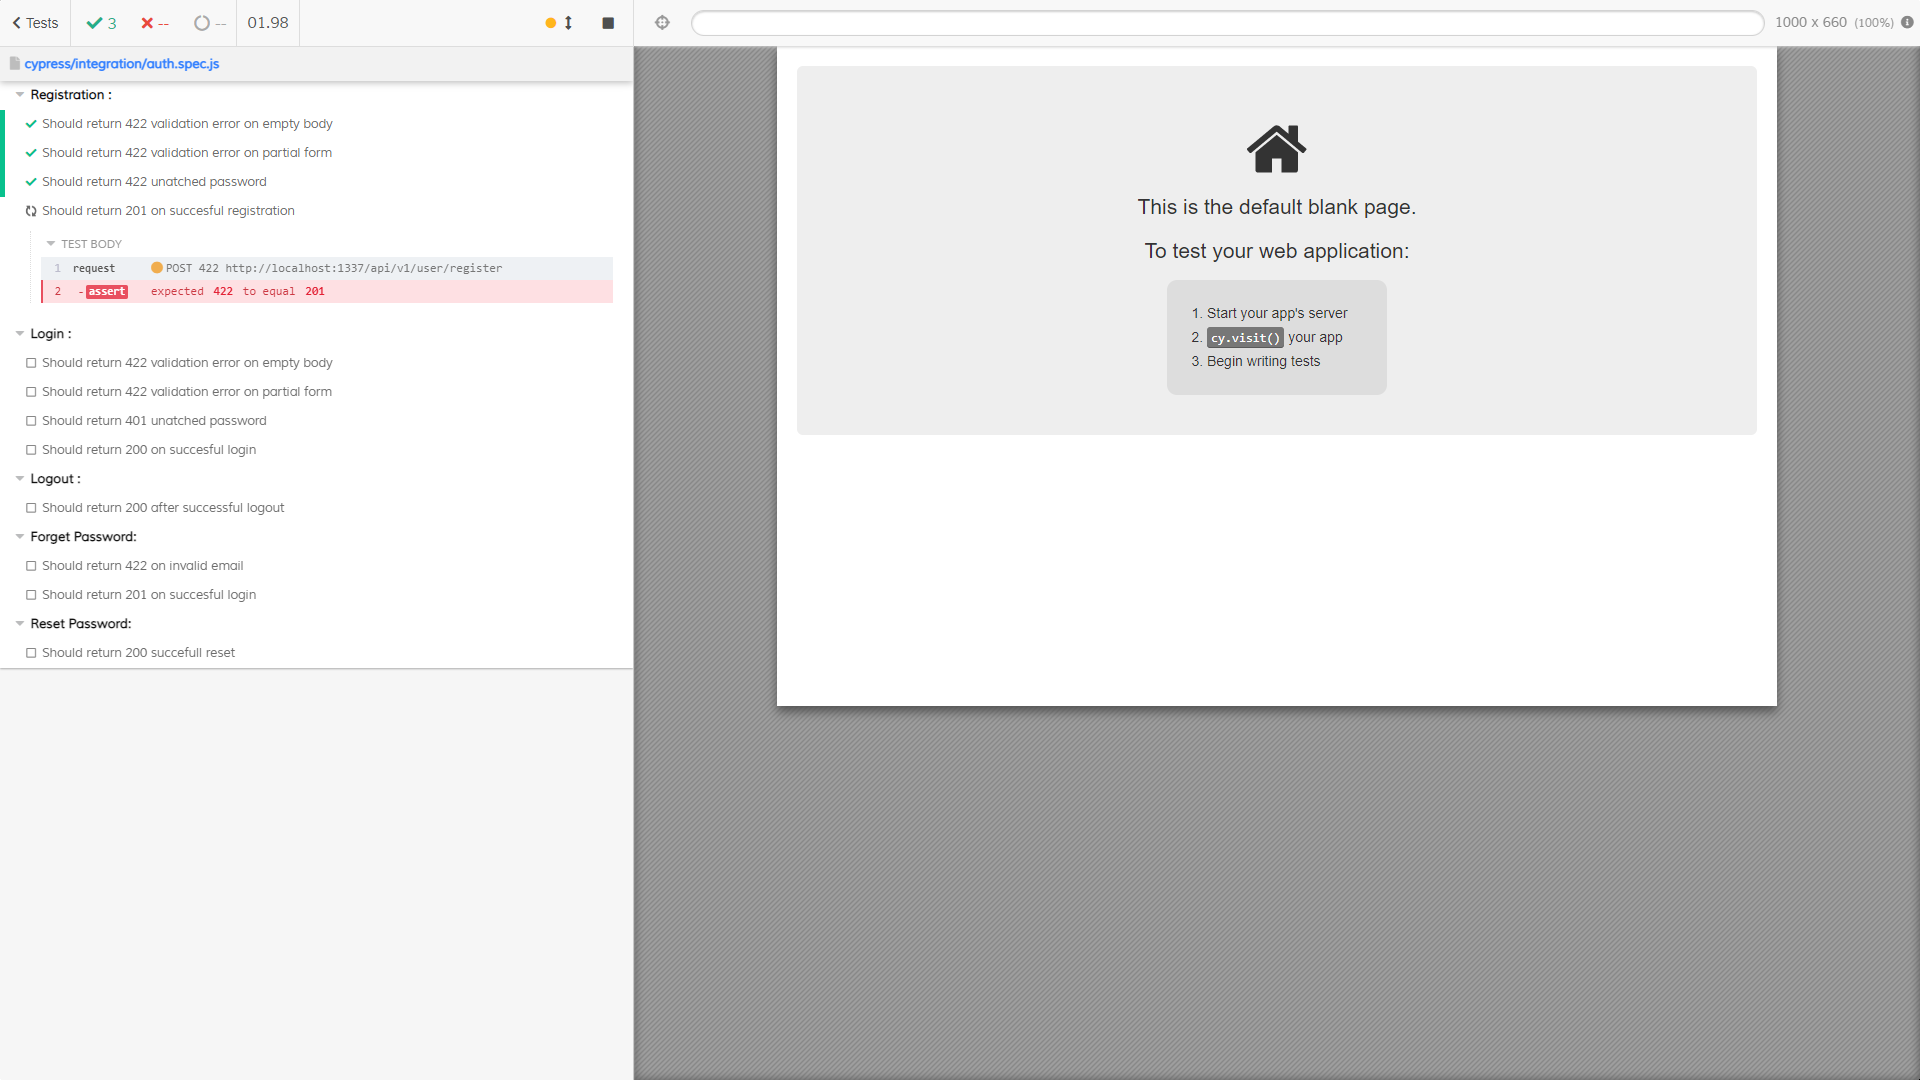 Tests 3 -- -- 01.98
cypress/integration/auth.spec.js
Registration :
Should return 422 validation error on empty body
Should return 422 validation error on partial form
Should return 422 unatched password
Should return 201 on succesful registration
TEST BODY
1 request POST 422 http://localhost:1337/api/v1/user/register
2 -assert expected 422 to equal 201
Login :
Should return 422 validation error on empty body
Should return 422 validation error on partial form
Should return 401 unatched password
Should return 200 on succesful login
Logout :
Should return 200 after successful logout
Forget Password:
Should return 422 on invalid email
Should return 201 on succesful login
Reset Password:
Should return 200 succefull reset
1000 x 660 (100%)
This is the default blank page.
To test your web application:
1. Start your app's server
2. cy.visit() your app
3. Begin writing tests